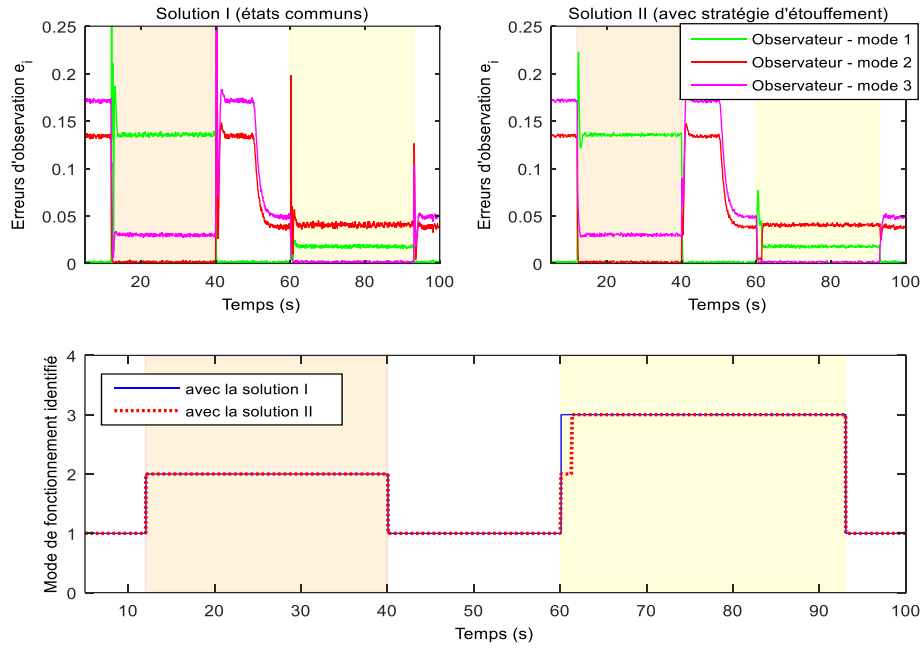 Solution I (états communs)
Erreurs d'observation eᵢ
0.25
0.2
0.15
0.1
0.05
0
20
40
60
80
100
Temps (s)
Solution II (avec stratégie d'étouffement)
Observateur - mode 1
Observateur - mode 2
Observateur - mode 3
Erreurs d'observation eᵢ
0.25
0.2
0.15
0.1
0.05
0
20
40
60
80
100
Temps (s)
Mode de fonctionnement identifié
4
3
2
1
0
avec la solution I
avec la solution II
10
20
30
40
50
60
70
80
90
100
Temps (s)